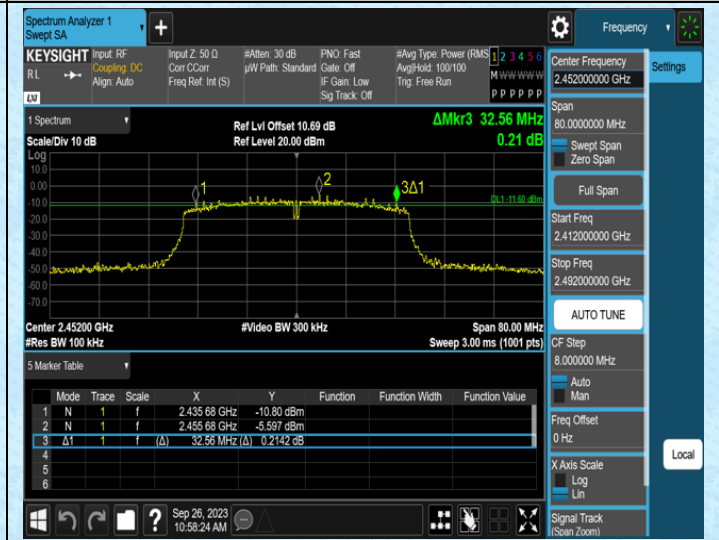 Spectrum Analyzer 1
Swept SA
+
Frequency
KEYSIGHT
RL
LXI
Input: RF
Coupling: DC
Align: Auto
Input Z: 50 Ω
Corr CCorr
Freq Ref: Int (S)
#Atten: 30 dB
µW Path: Standard
PNO: Fast
Gate: Off
IF Gain: Low
Sig Track: Off
#Avg Type: Power (RMS
Avg|Hold: 100/100
Trig: Free Run
1 2 3 4 5 6
M W W W W W
P P P P P P
1 Spectrum
Scale/Div 10 dB
Ref Lvl Offset 10.69 dB
Ref Level 20.00 dBm
ΔMkr3 32.56 MHz
0.21 dB
Log
10.0
0.00
-10.0
-20.0
-30.0
-40.0
-50.0
-60.0
-70.0
1
2
3Δ1
DL1 -11.60 dBm
Center 2.45200 GHz
#Video BW 300 kHz
Span 80.00 MHz
#Res BW 100 kHz
Sweep 3.00 ms (1001 pts)
5 Marker Table
Mode Trace Scale X Y Function Function Width Function Value
1 N 1 f 2.435 68 GHz -10.80 dBm
2 N 1 f 2.455 68 GHz -5.597 dBm
3 Δ1 1 f (Δ) 32.56 MHz (Δ) 0.2142 dB
4
5
6
Sep 26, 2023
10:58:24 AM
?
Center Frequency
2.452000000 GHz
Span
80.0000000 MHz
Swept Span
Zero Span
Full Span
Start Freq
2.412000000 GHz
Stop Freq
2.492000000 GHz
AUTO TUNE
CF Step
8.000000 MHz
Auto
Man
Freq Offset
0 Hz
X Axis Scale
Log
Lin
Signal Track
(Span Zoom)
Settings
Local